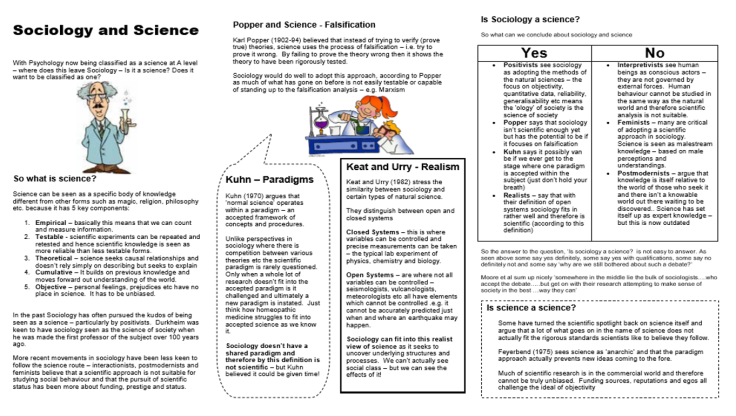 Sociology and Science
With Psychology now being classified as a science at A level
– where does this leave Sociology – Is it a science? Does it
want to be classified as one?
So what is science?
Science can be seen as a specific body of knowledge
different from other forms such as magic, religion, philosophy
etc. because it has 5 key components:
1. Empirical – basically this means that we can count
and measure information.
2. Testable - scientific experiments can be repeated and
retested and hence scientific knowledge is seen as
more reliable than less testable forms.
3. Theoretical – science seeks causal relationships and
doesn't rely simply on describing but seeks to explain
4. Cumulative – It builds on previous knowledge and
moves forward out understanding of the world.
5. Objective – personal feelings, prejudices etc have no
place in science. It has to be unbiased.
In the past Sociology has often pursued the kudos of being
seen as a science – particularly by positivists. Durkheim was
keen to have sociology seen as the science of society when
he was made the first professor of the subject over 100 years
ago.
More recent movements in sociology have been less keen to
follow the science route – interactionists, postmodernists and
feminists believe that a scientific approach is not suitable for
studying social behaviour and that the pursuit of scientific
status has been more about funding, prestige and status.
Popper and Science - Falsification
Karl Popper (1902-94) believed that instead of trying to verify (prove
true) theories, science uses the process of falsification – i.e. try to
prove it wrong. By failing to prove the theory wrong then it shows the
theory to have been rigorously tested.
Sociology would do well to adopt this approach, according to Popper
as much of what has gone on before is not easily testable or capable
of standing up to the falsification analysis – e.g. Marxism
Kuhn – Paradigms
Kuhn (1970) argues that
'normal science' operates
within a paradigm – an
accepted framework of
concepts and procedures.
Unlike perspectives in
sociology where there is
competition between various
theories etc the scientific
paradigm is rarely questioned.
Only when a whole lot of
research doesn't fit into the
accepted paradigm is it
challenged and ultimately a
new paradigm is instated. Just
think how homeopathic
medicine struggles to fit into
accepted science as we know
it.
Sociology doesn't have a
shared paradigm and
therefore by this definition is
not scientific – but Kuhn
believed it could be given time!
Keat and Urry - Realism
Keat and Urry (1982) stress the
similarity between sociology and
certain types of natural science.
They distinguish between open and
closed systems
Closed Systems – this is where
variables can be controlled and
precise measurements can be taken
– the typical lab experiment of
physics, chemistry and biology.
Open Systems – are where not all
variables can be controlled –
seismologists, vulcanologists,
meteorologists etc all have elements
which cannot be controlled .e.g. it
cannot be accurately predicted just
when and where an earthquake may
happen.
Sociology can fit into this realist
view of science as it seeks to
uncover underlying structures and
processes. We can't actually see
social class – but we can see the
effects of it!
Is Sociology a science?
So what can we conclude about sociology and science
Yes
• Positivists see sociology
as adopting the methods of
the natural sciences – the
focus on objectivity,
quantitative data, reliability,
generalisability etc means
the 'ology' of society is the
science of society
• Popper says that sociology
isn't scientific enough yet
but has the potential to be if
it focuses on falsification
• Kuhn says it possibly van
be if we ever get to the
stage where one paradigm
is accepted within the
subject (just don't hold your
breath)
• Realists – say that with
their definition of open
systems sociology fits in
rather well and therefore is
scientific (according to this
definition)
No
• Interpretivists see human
beings as conscious actors –
they are not governed by
external forces. Human
behaviour cannot be studied in
the same way as the natural
world and therefore scientific
analysis is not suitable.
• Feminists – many are critical
of adopting a scientific
approach in sociology.
Science is seen as malestream
knowledge – based on male
perceptions and
understandings.
• Postmodernists – argue that
knowledge is itself relative to
the world of those who seek it
and there isn't a knowable
world out there waiting to be
discovered. Science has set
itself up as expert knowledge –
but this is now outdated
So the answer to the question, 'Is sociology a science?' is not easy to answer. As
seen above some say yes definitely, some say yes with qualifications, some say no
definitely not and some say 'why are we still bothered about such a debate?'
Moore et al sum up nicely 'somewhere in the middle lie the bulk of sociologists....who
accept the debate.....but get on with their research attempting to make sense of
society in the best ....way they can'
Is science a science?
Some have turned the scientific spotlight back on science itself and
argue that a lot of what goes on in the name of science does not
actually fit the rigorous standards scientists like to believe they follow.
Feyerbend (1975) sees science as 'anarchic' and that the paradigm
approach actually prevents new ideas coming to the fore.
Much of scientific research is in the commercial world and therefore
cannot be truly unbiased. Funding sources, reputations and egos all
challenge the ideal of objectivity